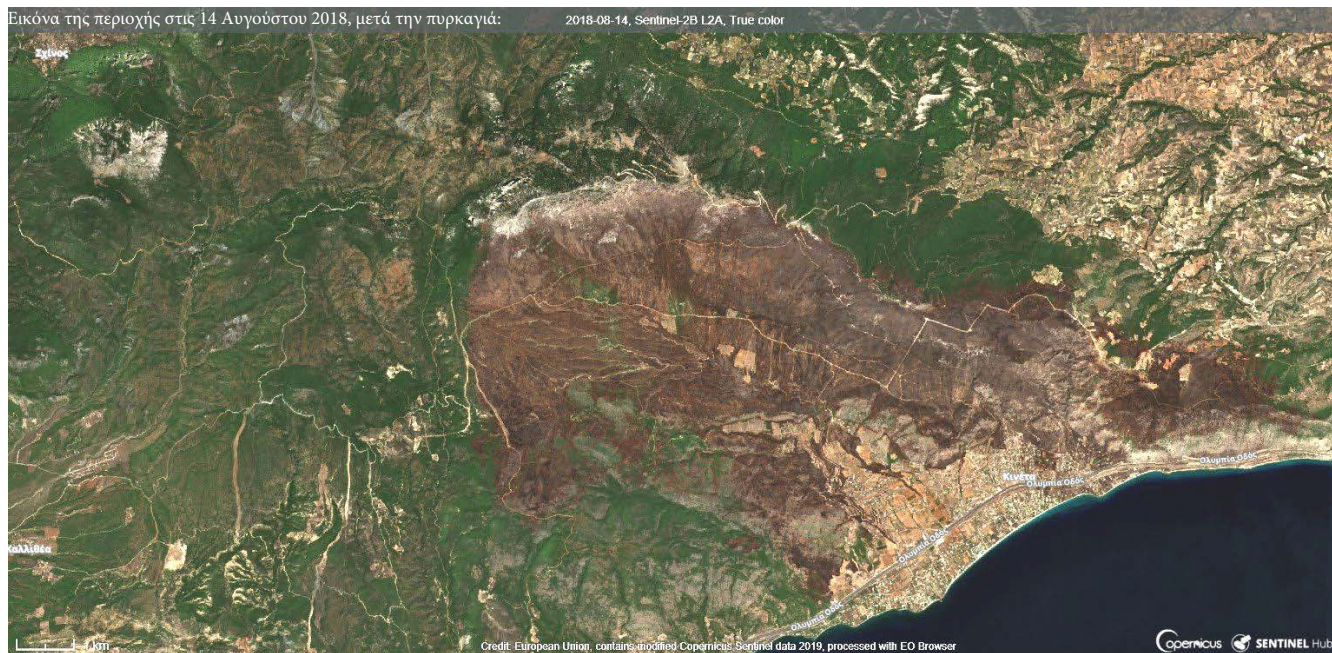 Εικόνα της περιοχής στις 14 Αυγούστου 2018, μετά την πυρκαγιά:
2018-08-14, Sentinel-2B L2A, True color
Σχίνος
Ολυμπία Οδός
Κινέτα
Ολυμπία Οδός
Ολυμπία Οδός
Καλλιθέα
Ολυμπία Οδός
1 km
Credit: European Union, contains modified Copernicus Sentinel data 2019, processed with EO Browser
opernicus
SENTINEL Hub